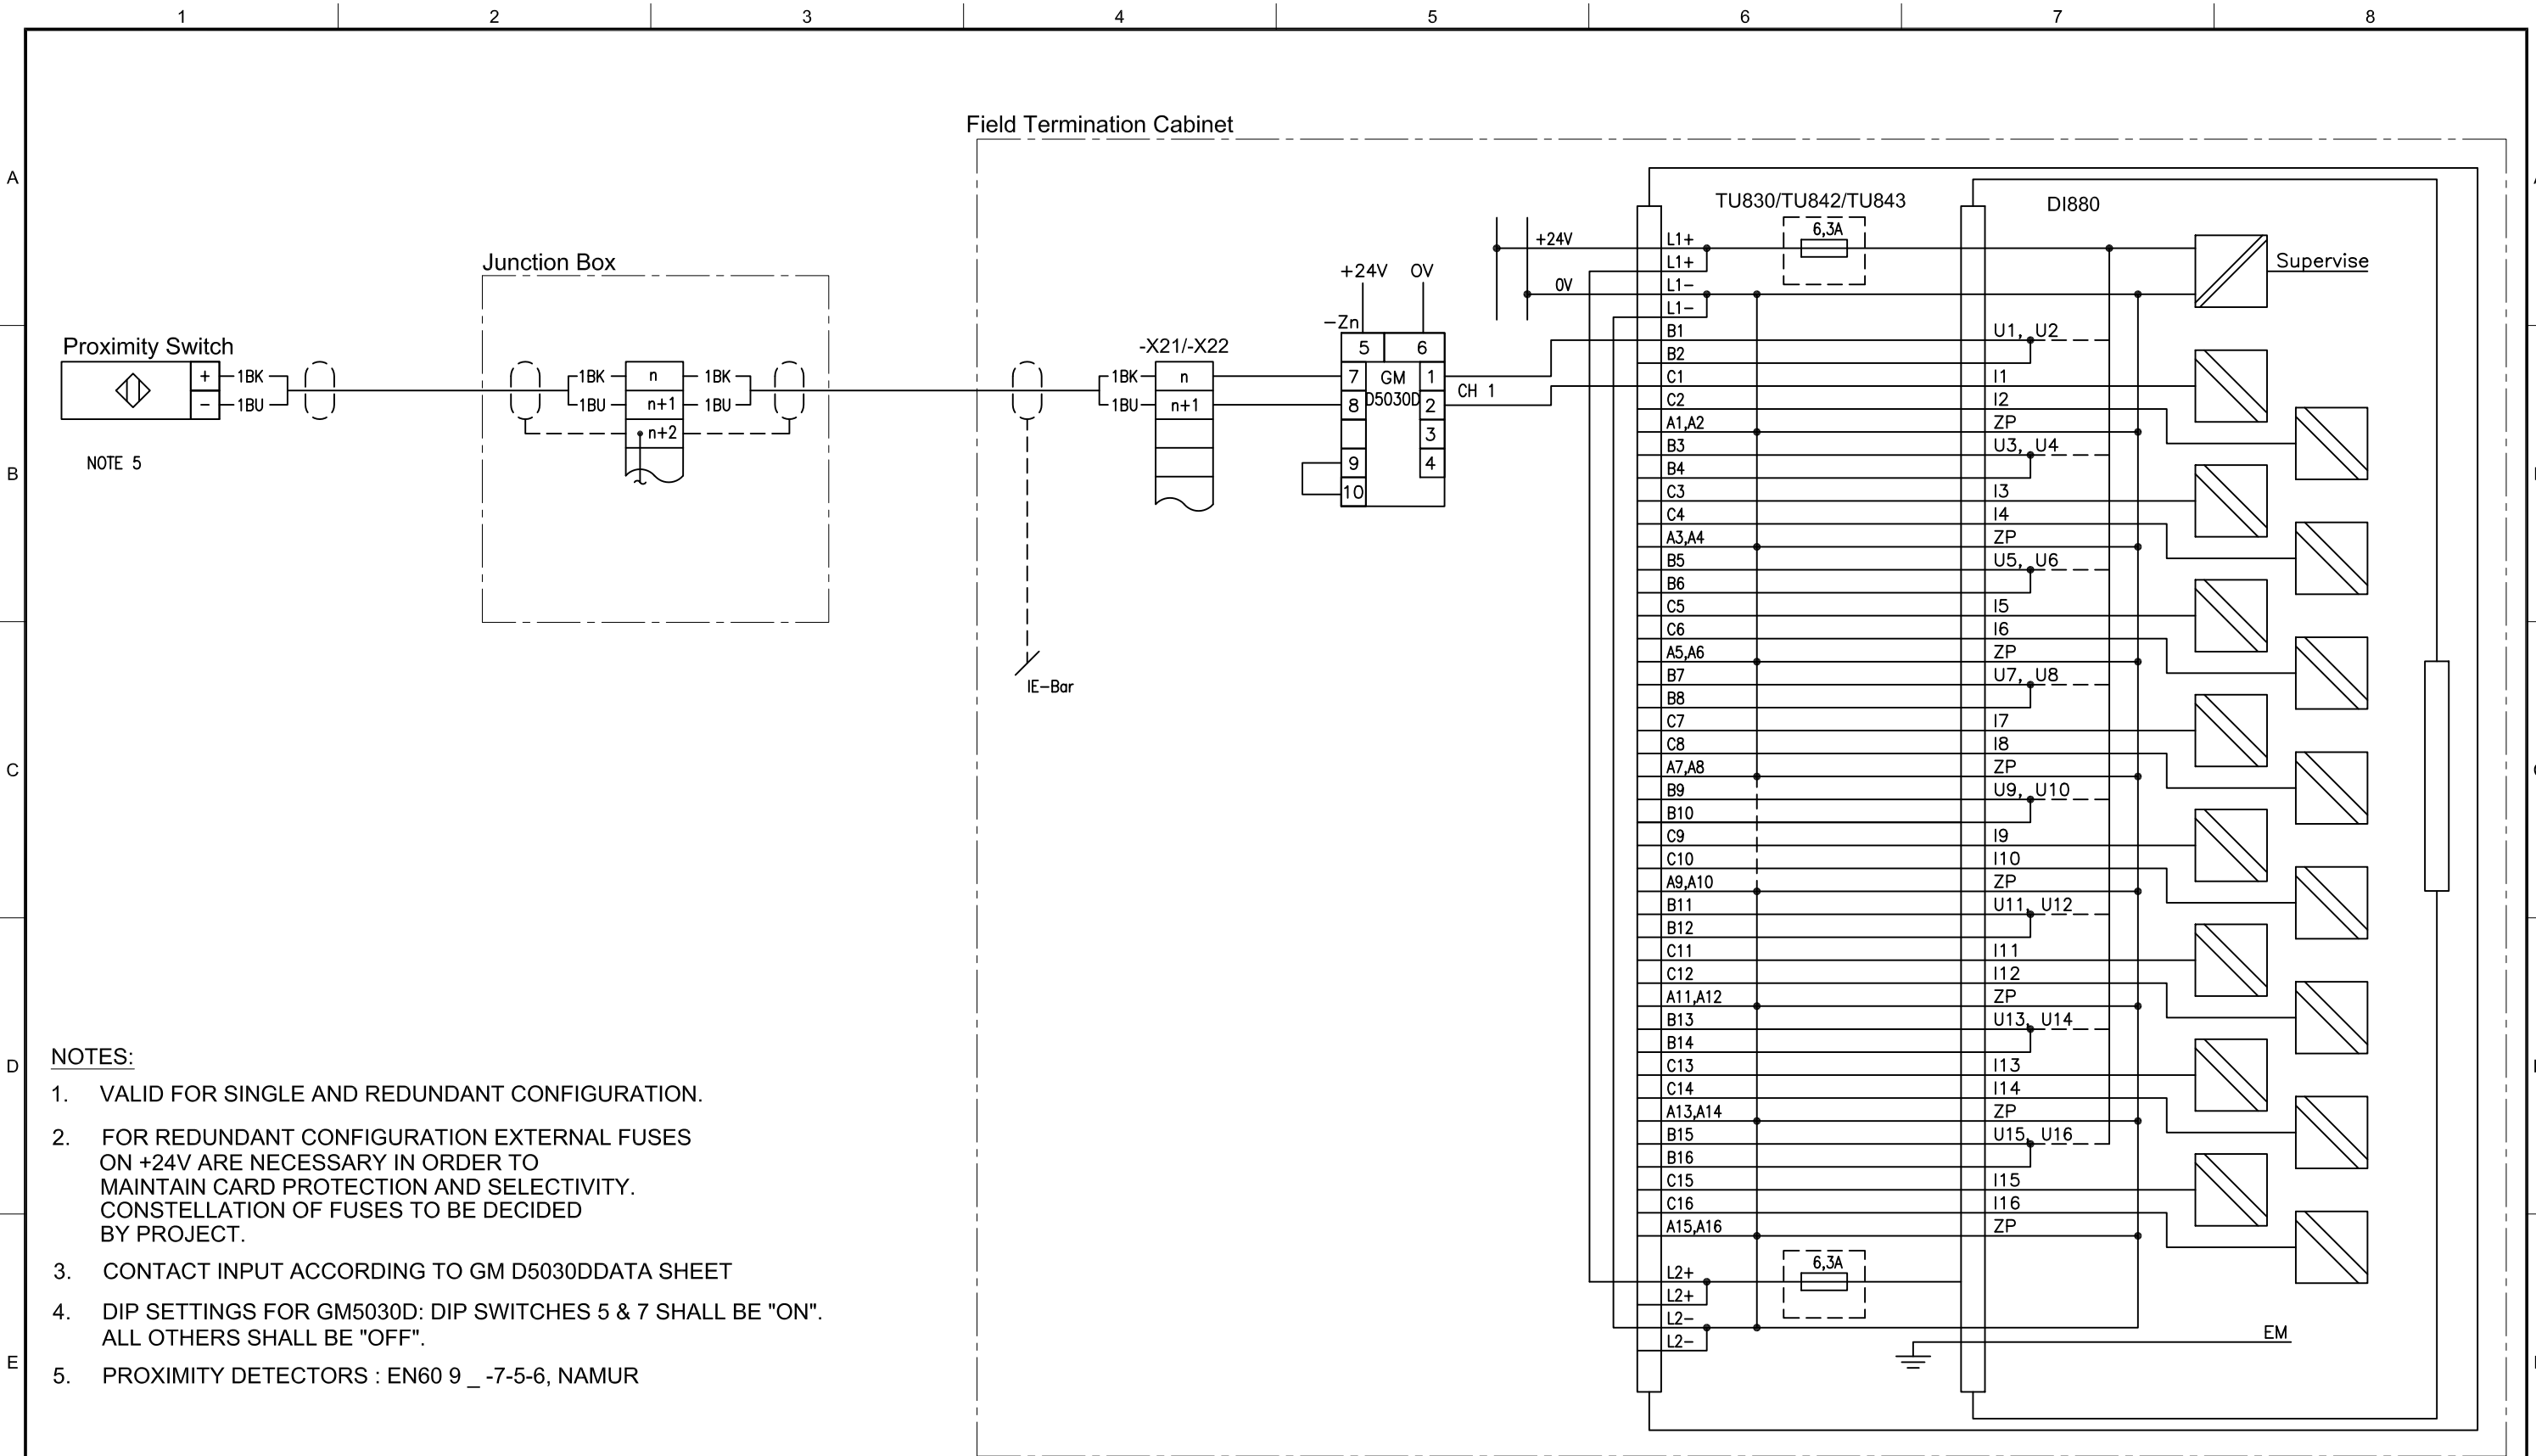 1 2 3 4 5 6 7 8
A
B
C
D
E
Field Termination Cabinet
Junction Box
Proximity Switch
+ 1BK
- 1BU
NOTE 5
1BK n 1BK
1BU n+1 1BU
n+2
IE-Bar
-X21/-X22
1BK n
1BU n+1
+24V 0V
-Zn
5 6
7 GM 1
8 D5030D 2
3
9 4
10
CH 1
+24V
0V
TU830/TU842/TU843
DI880
6,3A
L1+
L1+
Supervise
L1-
L1-
B1 U1, U2
B2
C1 I1
C2 I2
A1,A2 ZP
B3 U3, U4
B4
C3 I3
C4 I4
A3,A4 ZP
B5 U5, U6
B6
C5 I5
C6 I6
A5,A6 ZP
B7 U7, U8
B8
C7 I7
C8 I8
A7,A8 ZP
B9 U9, U10
B10
C9 I9
C10 I10
A9,A10 ZP
B11 U11, U12
B12
C11 I11
C12 I12
A11,A12 ZP
B13 U13, U14
B14
C13 I13
C14 I14
A13,A14 ZP
B15 U15, U16
B16
C15 I15
C16 I16
A15,A16 ZP
6,3A
L2+
L2+
L2-
L2-
EM
NOTES:
1. VALID FOR SINGLE AND REDUNDANT CONFIGURATION.
2. FOR REDUNDANT CONFIGURATION EXTERNAL FUSES
ON +24V ARE NECESSARY IN ORDER TO
MAINTAIN CARD PROTECTION AND SELECTIVITY.
CONSTELLATION OF FUSES TO BE DECIDED
BY PROJECT.
3. CONTACT INPUT ACCORDING TO GM D5030DDATA SHEET
4. DIP SETTINGS FOR GM5030D: DIP SWITCHES 5 & 7 SHALL BE "ON".
ALL OTHERS SHALL BE "OFF".
5. PROXIMITY DETECTORS : EN60 9 _ -7-5-6, NAMUR